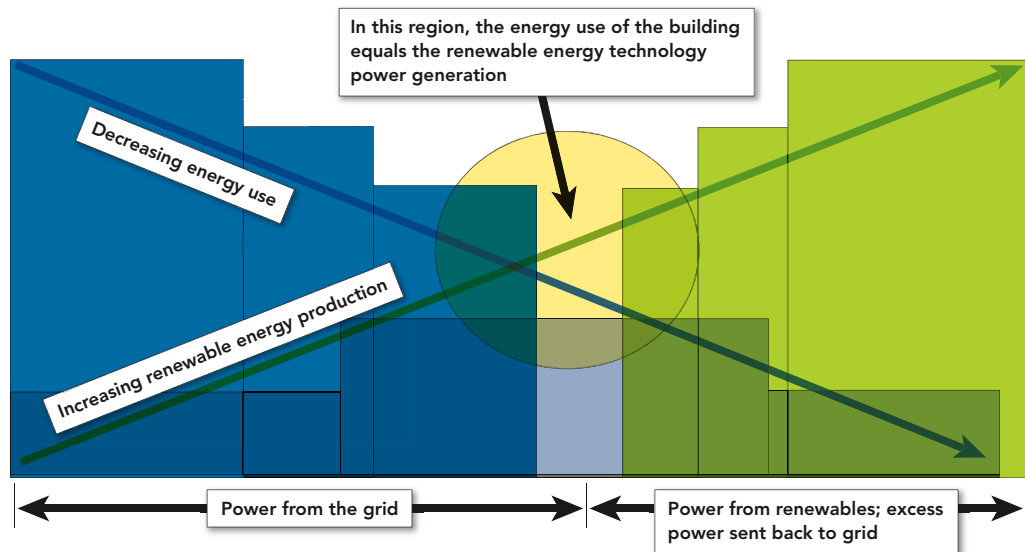 In this region, the energy use of the building
equals the renewable energy technology
power generation
Decreasing energy use
Increasing renewable energy production
Power from the grid
Power from renewables; excess
power sent back to grid